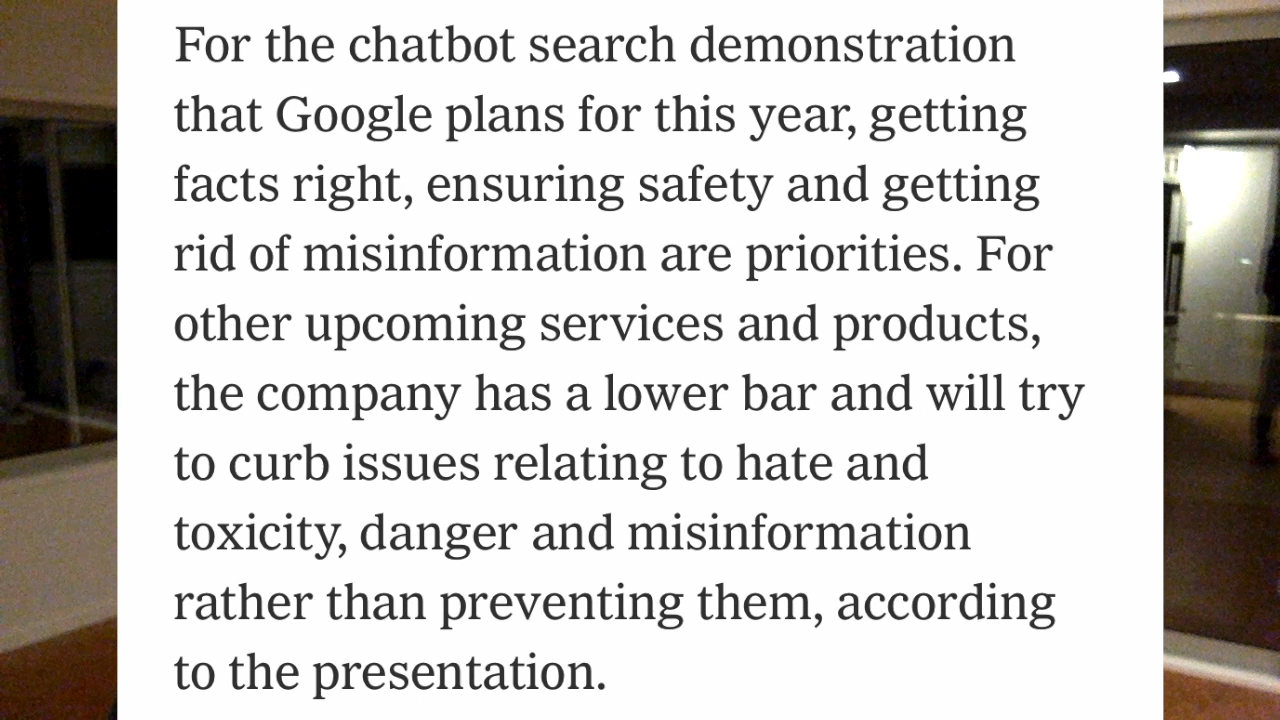 For the chatbot search demonstration
that Google plans for this year, getting
facts right, ensuring safety and getting
rid of misinformation are priorities. For
other upcoming services and products,
the company has a lower bar and will try
to curb issues relating to hate and
toxicity, danger and misinformation
rather than preventing them, according
to the presentation.